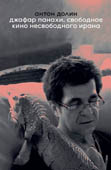 антон долин
джафар панахи. свободное
кино несвободного ирана